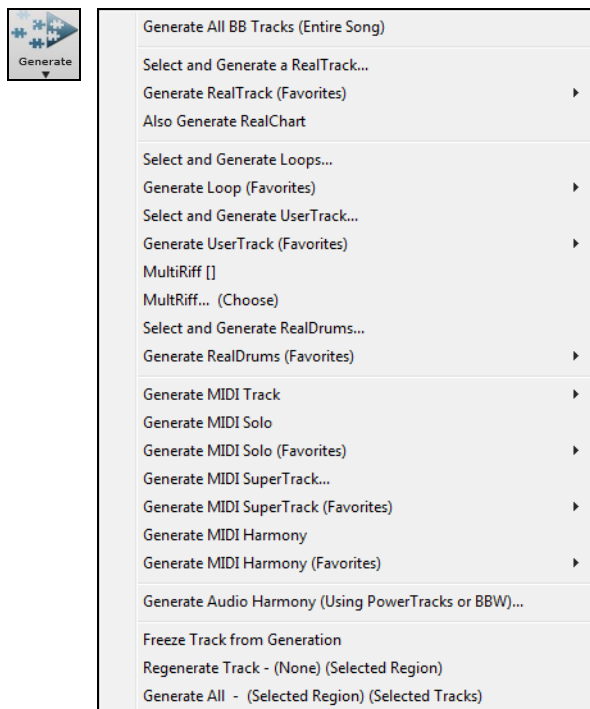 Generate
Generate All BB Tracks (Entire Song)
Select and Generate a RealTrack...
Generate RealTrack (Favorites)
Also Generate RealChart
Select and Generate Loops...
Generate Loop (Favorites)
Select and Generate UserTrack...
Generate UserTrack (Favorites)
MultiRiff []
MultRiff... (Choose)
Select and Generate RealDrums...
Generate RealDrums (Favorites)
Generate MIDI Track
Generate MIDI Solo
Generate MIDI Solo (Favorites)
Generate MIDI SuperTrack...
Generate MIDI SuperTrack (Favorites)
Generate MIDI Harmony
Generate MIDI Harmony (Favorites)
Generate Audio Harmony (Using PowerTracks or BBW)...
Freeze Track from Generation
Regenerate Track - (None) (Selected Region)
Generate All - (Selected Region) (Selected Tracks)